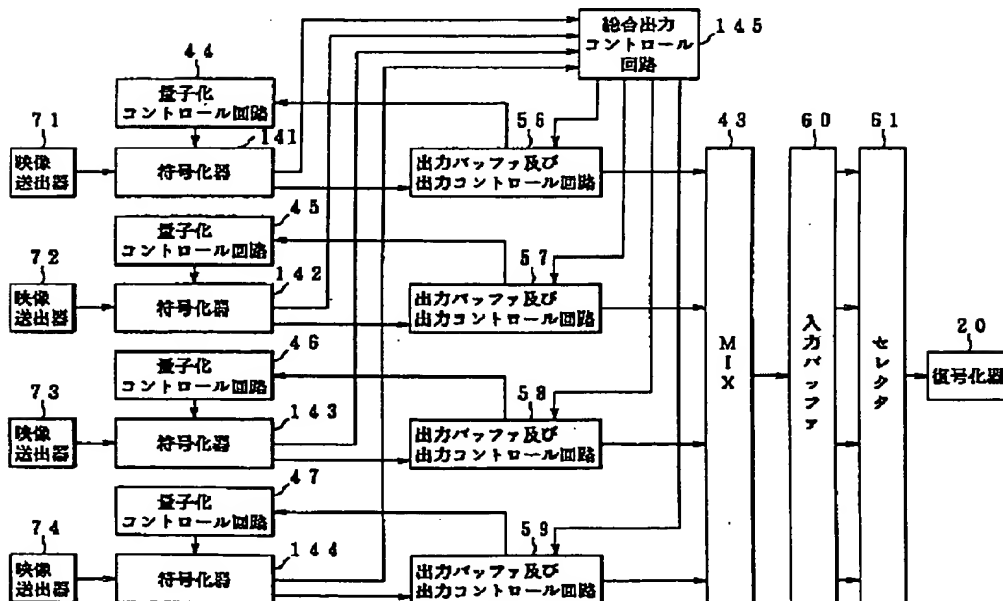 総合出力
コントロール
回路
145
44
量子化
コントロール回路
71
映像
送出器
141
符号化器
56
出力バッファ及び
出力コントロール回路
43
60
61
45
量子化
コントロール回路
72
映像
送出器
142
符号化器
57
出力バッファ及び
出力コントロール回路
MIX
入力バッファ
セレクタ
20
復号化器
46
量子化
コントロール回路
73
映像
送出器
143
符号化器
58
出力バッファ及び
出力コントロール回路
47
量子化
コントロール回路
74
映像
送出器
144
符号化器
59
出力バッファ及び
出力コントロール回路